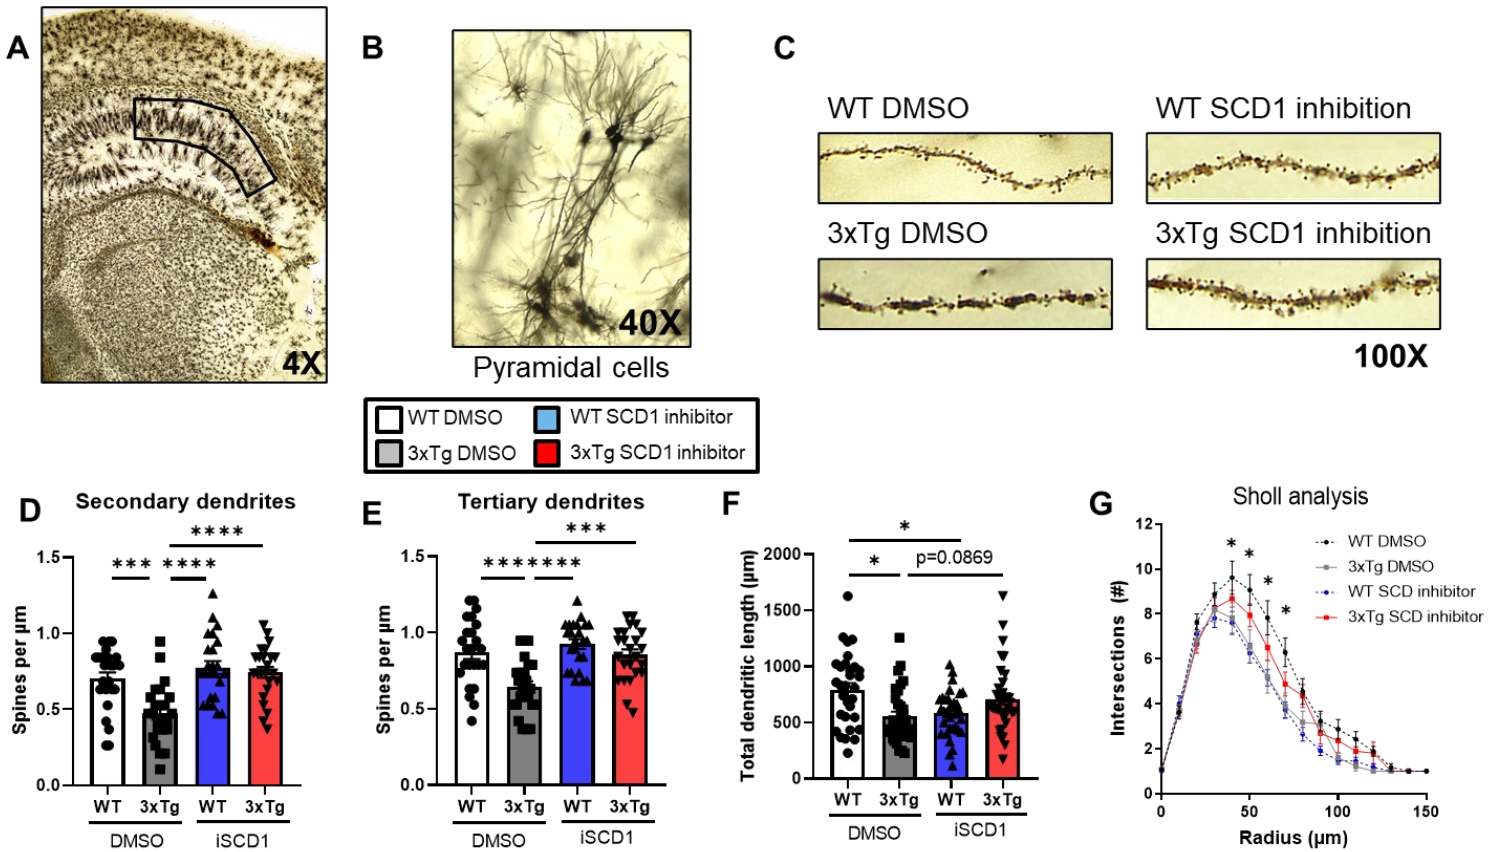 A
4X
B
40X
Pyramidal cells
C
WT DMSO
WT SCD1 inhibition
3xTg DMSO
3xTg SCD1 inhibition
100X
WT DMSO
WT SCD1 inhibitor
3xTg DMSO
3xTg SCD1 inhibitor
D
Secondary dendrites
****
*** ****
Spines per µm
1.5
1.0
0.5
0.0
WT 3xTg WT 3xTg
DMSO iSCD1
E
Tertiary dendrites
***
*******
Spines per µm
1.5
1.0
0.5
0.0
WT 3xTg WT 3xTg
DMSO iSCD1
F
*
* p=0.0869
Total dendritic length (µm)
2000
1500
1000
500
0
WT 3xTg WT 3xTg
DMSO iSCD1
G
Sholl analysis
* * * *
WT DMSO
3xTg DMSO
WT SCD inhibitor
3xTg SCD inhibitor
Intersections (#)
12
10
8
6
4
2
0
0 50 100 150
Radius (µm)